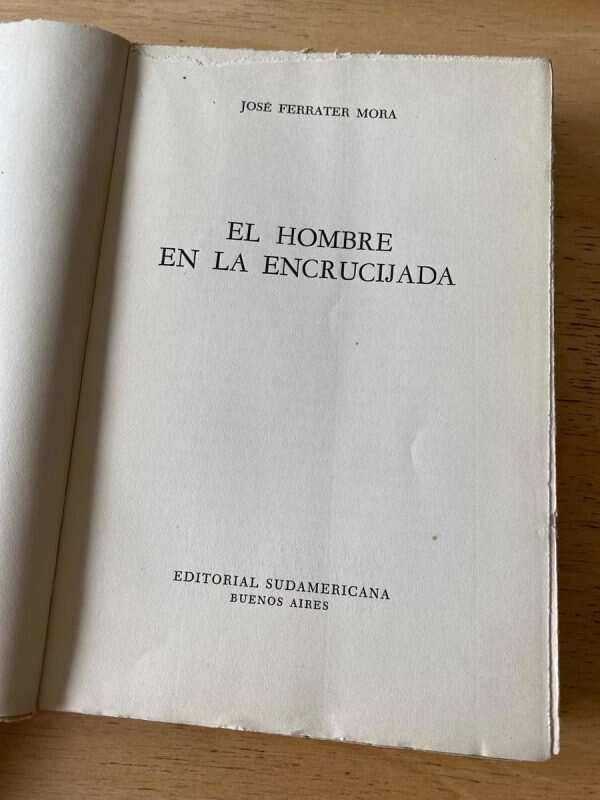 JOSÉ FERRATER MORA
EL HOMBRE
EN LA ENCRUCIJADA
EDITORIAL SUDAMERICANA
BUENOS AIRES